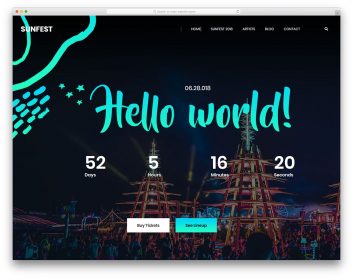 SUNFEST
HOME SUNFEST 2018 ARTISTS BLOG CONTACT
06.28.018
Hello world!
52 5 16 20
Days Hours Minutes Seconds
Buy Tickets See Lineup